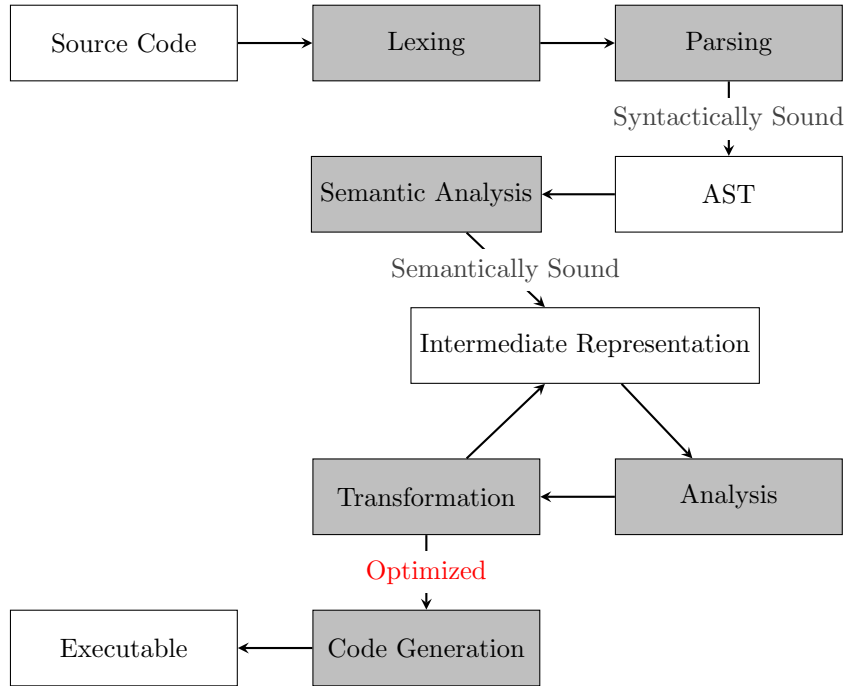 Source Code
Lexing
Parsing
Syntactically Sound
Semantic Analysis
AST
Semantically Sound
Intermediate Representation
Transformation
Analysis
Optimized
Executable
Code Generation